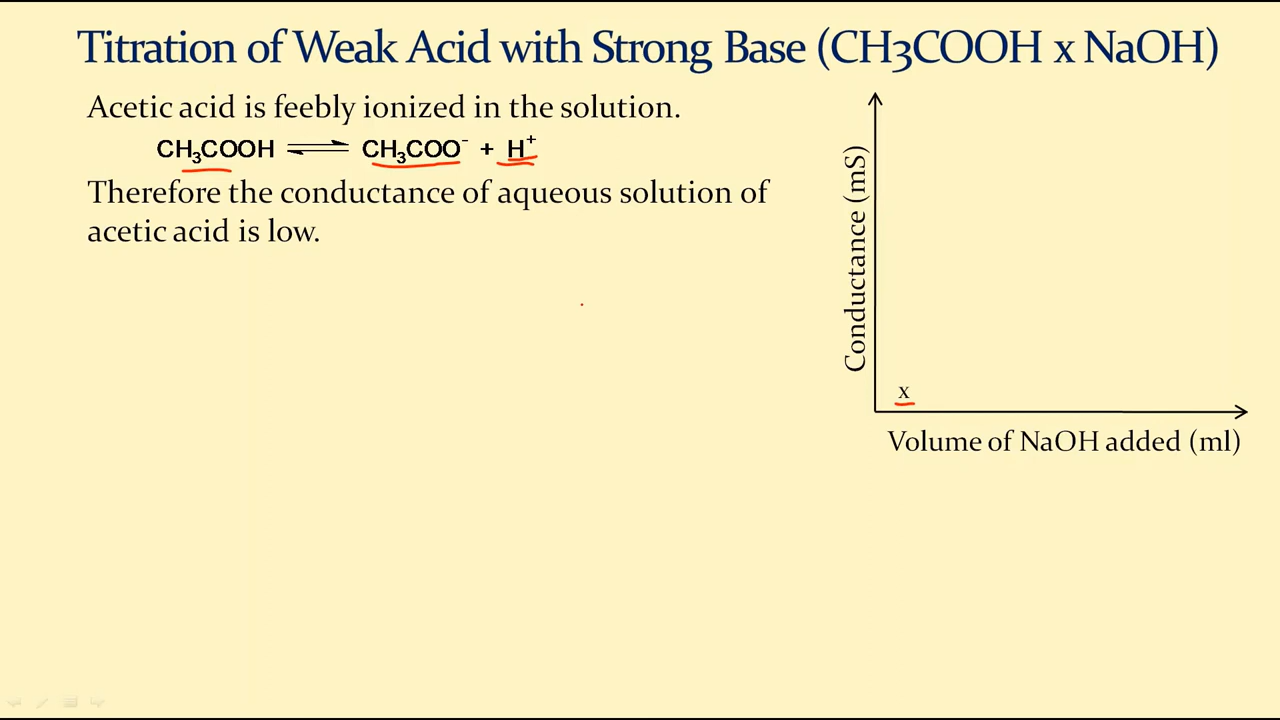 Titration of Weak Acid with Strong Base (CH3COOH x NaOH)
Acetic acid is feebly ionized in the solution.
CH₃COOH ⇌ CH₃COO⁻ + H⁺
Therefore the conductance of aqueous solution of
acetic acid is low.
Conductance (mS)
x
Volume of NaOH added (ml)